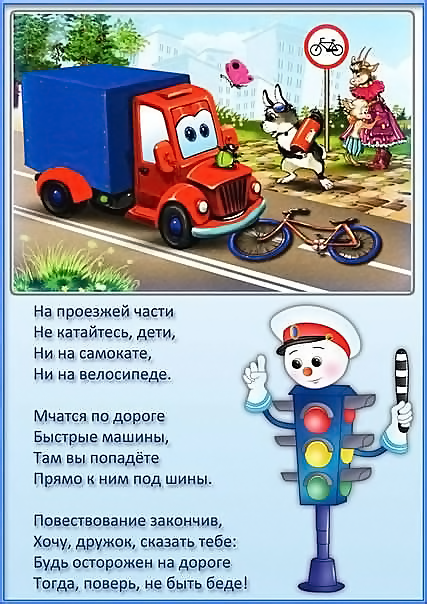 На проезжей части
Не катайтесь, дети,
Ни на самокате,
Ни на велосипеде.
Мчатся по дороге
Быстрые машины,
Там вы попадёте
Прямо к ним под шины.
Повествование закончив,
Хочу, дружок, сказать тебе:
Будь осторожен на дороге
Тогда, поверь, не быть беде!